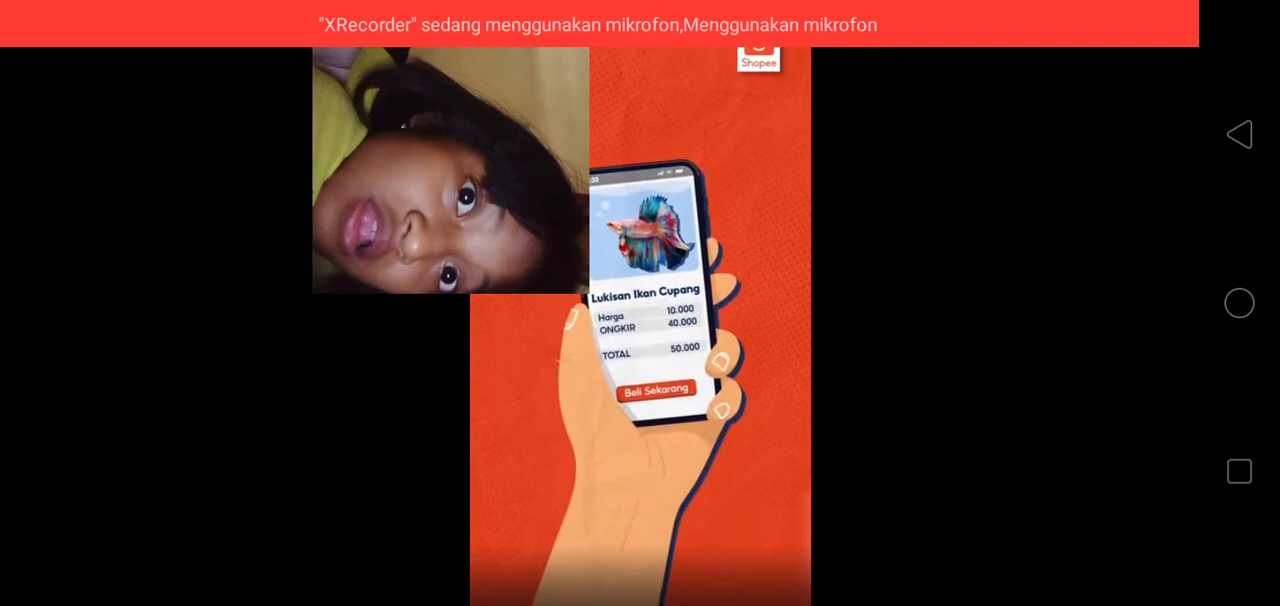 "XRecorder" sedang menggunakan mikrofon,Menggunakan mikrofon
Shopee
:38
Lukisan Ikan Cupang
Harga 10.000
ONGKIR 40.000
TOTAL 50.000
Beli Sekarang